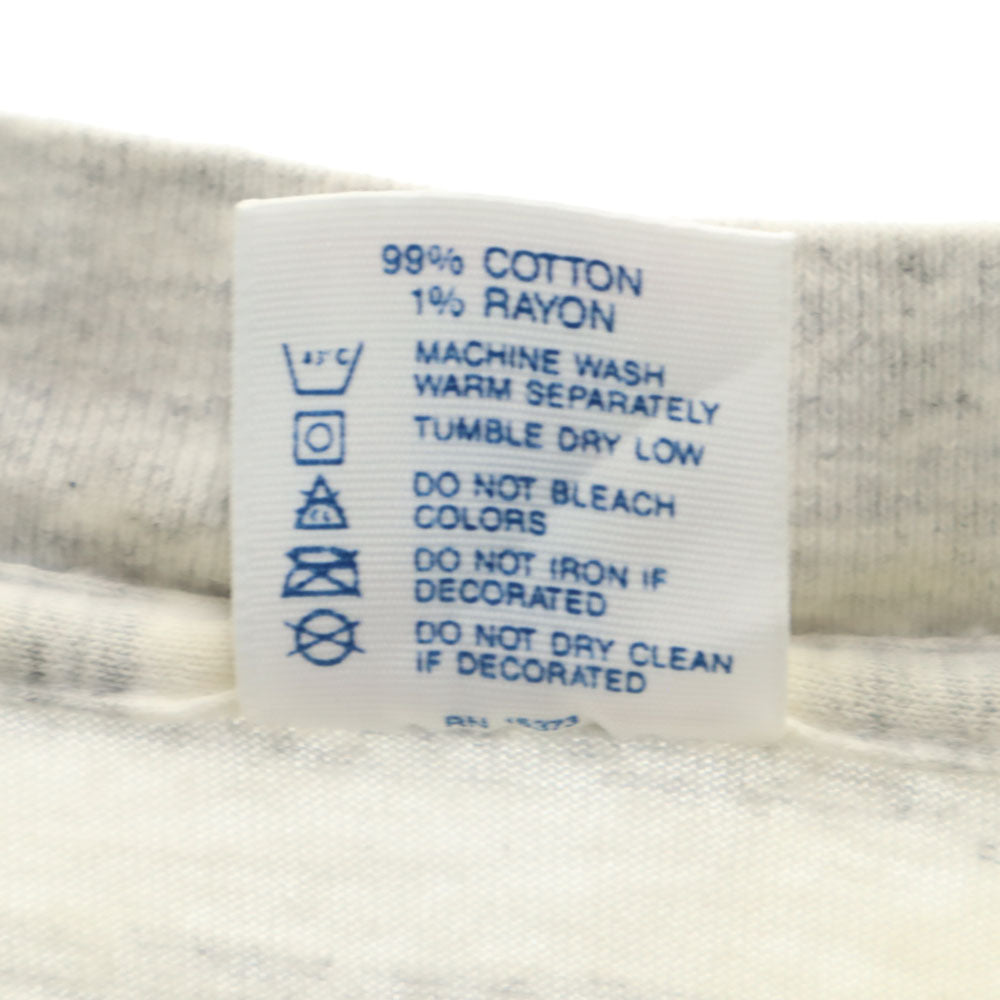 99% COTTON
1% RAYON
MACHINE WASH
WARM SEPARATELY
TUMBLE DRY LOW
DO NOT BLEACH
COLORS
DO NOT IRON IF
DECORATED
DO NOT DRY CLEAN
IF DECORATED
RN